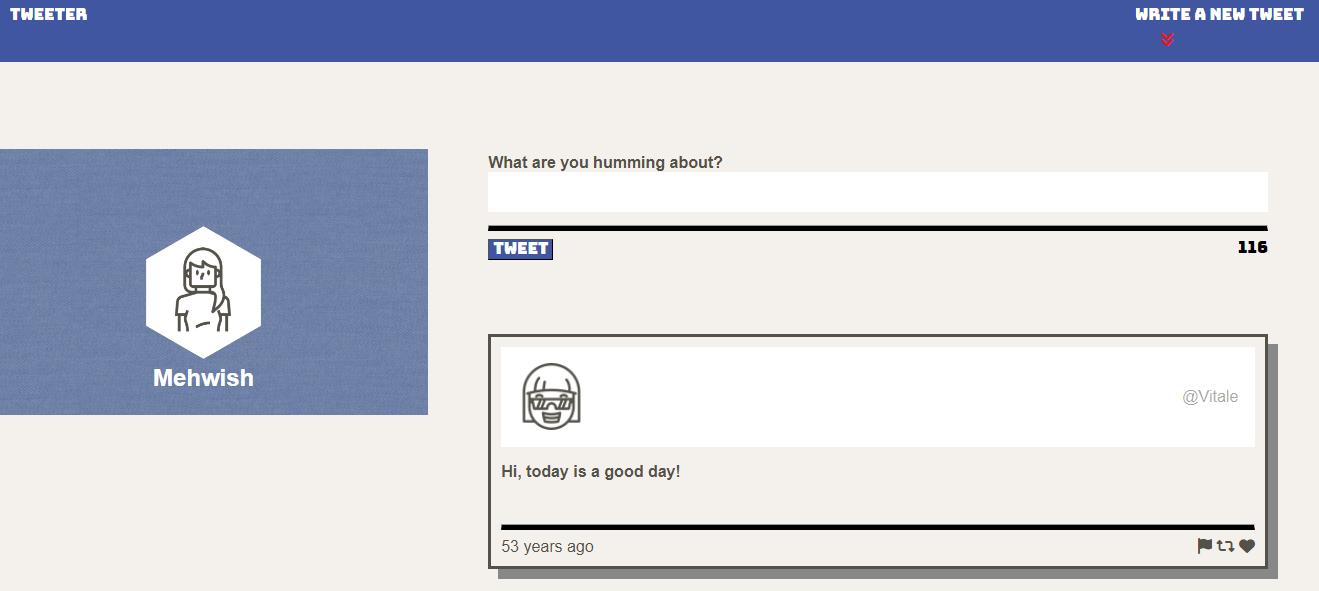 TWEETER
WRITE A NEW TWEET
Mehwish
What are you humming about?
TWEET
116
@Vitale
Hi, today is a good day!
53 years ago